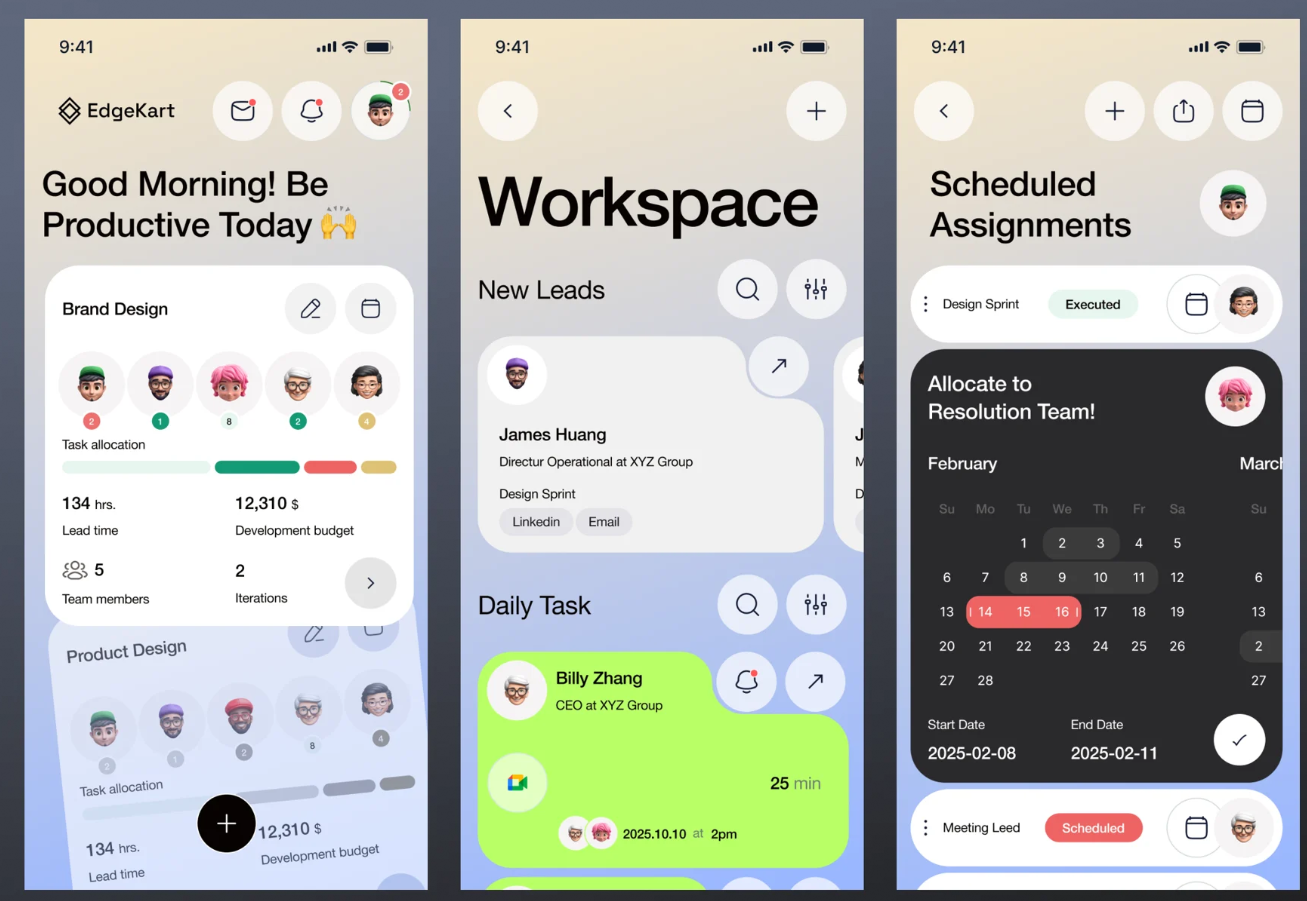 9:41
EdgeKart
2
Good Morning! Be
Productive Today 🙌
Brand Design
2 1 8 2 4
Task allocation
134 hrs. 12,310 $
Lead time Development budget
5 2
Team members Iterations
Product Design
2 1 2 8 4
Task allocation
134 hrs. 12,310 $
Lead time Development budget
9:41
Workspace
New Leads
James Huang
Directur Operational at XYZ Group
Design Sprint
Linkedin Email
J
M
D
Daily Task
Billy Zhang
CEO at XYZ Group
25 min
2025.10.10 at 2pm
9:41
Scheduled
Assignments
Design Sprint Executed
Allocate to
Resolution Team!
February March
Su Mo Tu We Th Fr Sa Su
1 2 3 4 5
6 7 8 9 10 11 12 6
13 14 15 16 17 18 19 13
20 21 22 23 24 25 26 2
27 28 27
Start Date End Date
2025-02-08 2025-02-11
Meeting Leed Scheduled